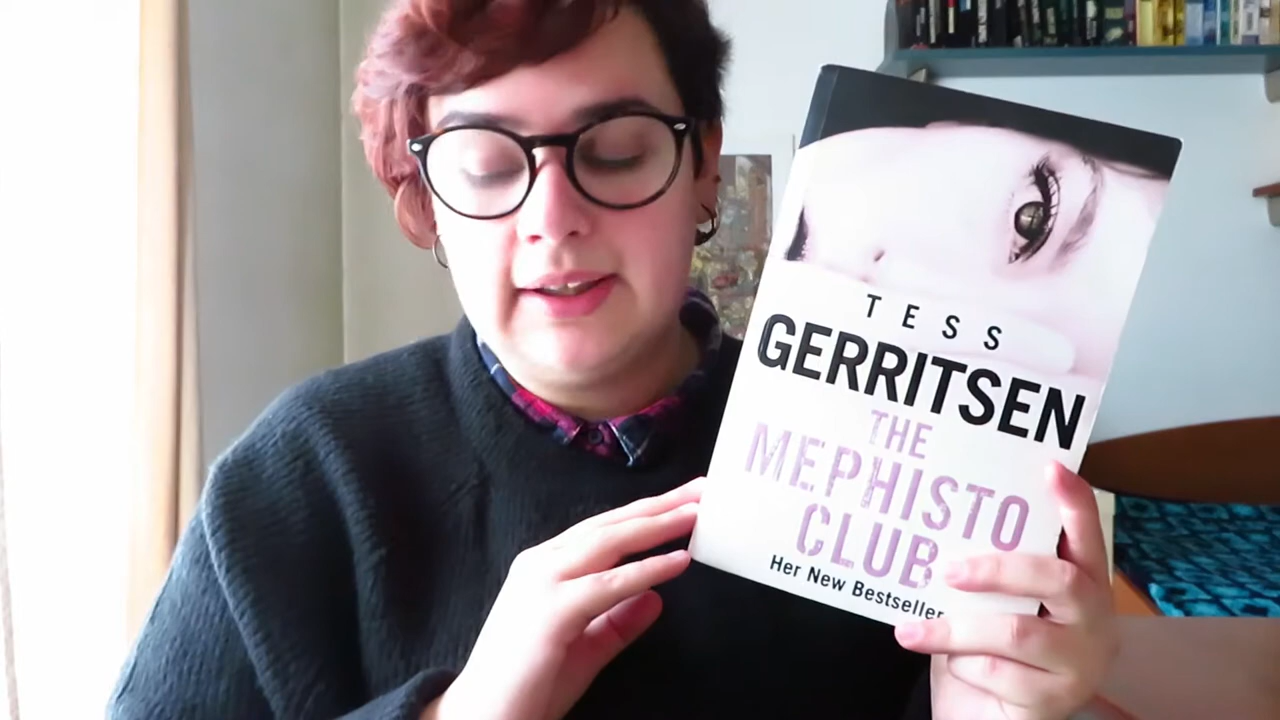 TESS
GERRITSEN
THE
MEPHISTO
CLUB
Her New Bestseller